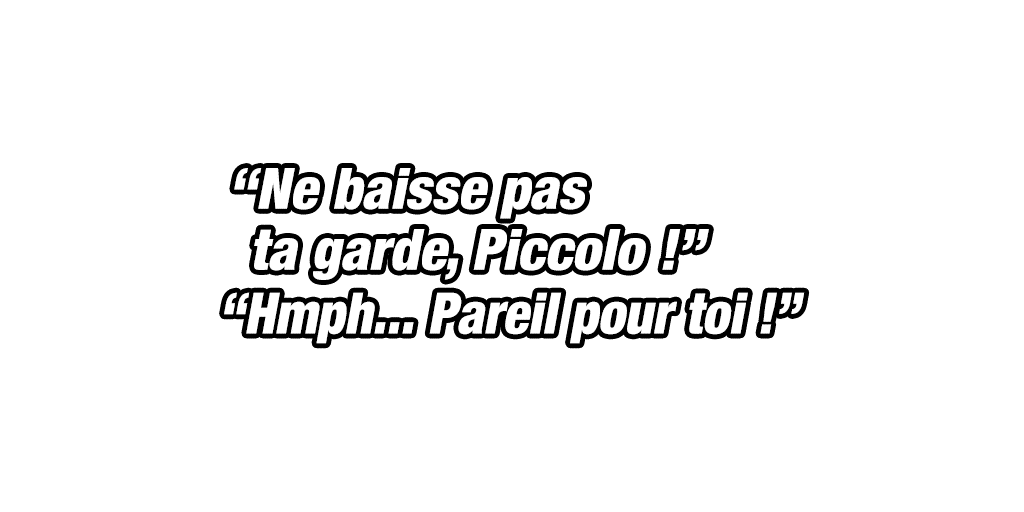 “Ne baisse pas
ta garde, Piccolo !”
“Hmph... Pareil pour toi !”